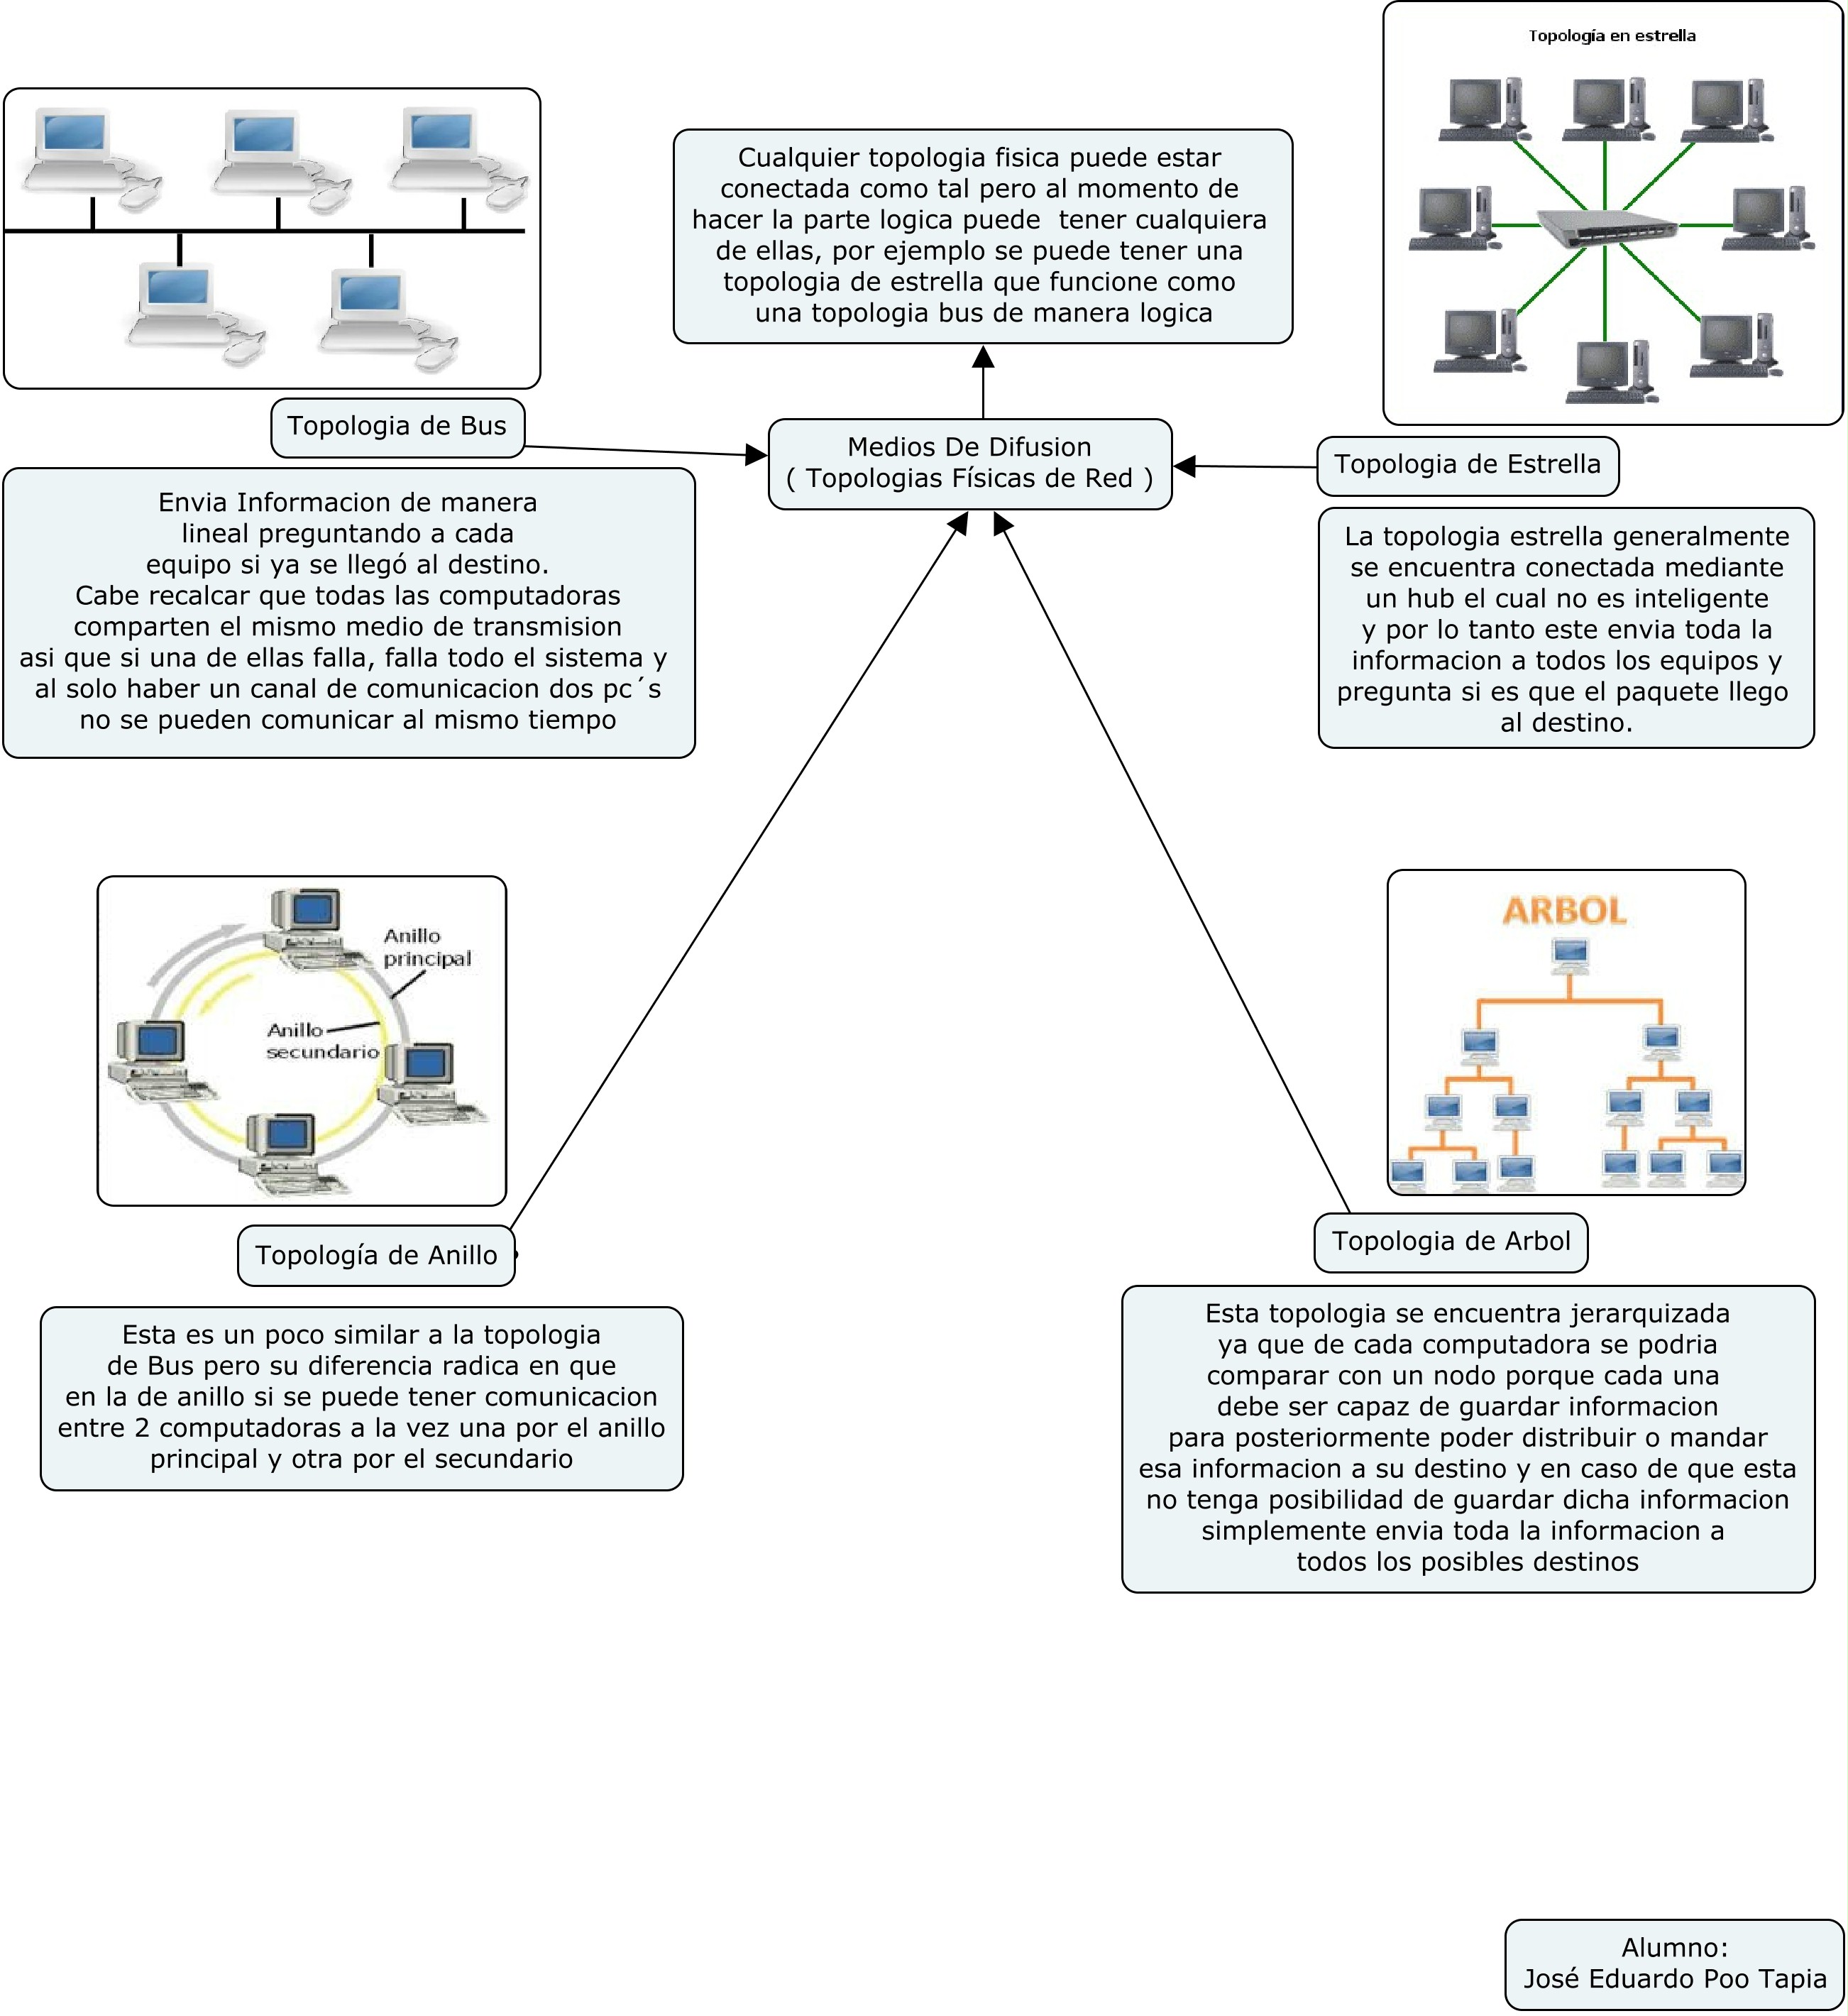 Topología en estrella
Cualquier topologia fisica puede estar
conectada como tal pero al momento de
hacer la parte logica puede  tener cualquiera
de ellas, por ejemplo se puede tener una
topologia de estrella que funcione como
una topologia bus de manera logica
Topologia de Bus
Medios De Difusion
( Topologias Físicas de Red )
Topologia de Estrella
Envia Informacion de manera
lineal preguntando a cada
equipo si ya se llegó al destino.
Cabe recalcar que todas las computadoras
comparten el mismo medio de transmision
asi que si una de ellas falla, falla todo el sistema y
al solo haber un canal de comunicacion dos pc´s
no se pueden comunicar al mismo tiempo
La topologia estrella generalmente
se encuentra conectada mediante
un hub el cual no es inteligente
y por lo tanto este envia toda la
informacion a todos los equipos y
pregunta si es que el paquete llego
al destino.
Anillo
principal
Anillo
secundario
ARBOL
Topología de Anillo
Topologia de Arbol
Esta es un poco similar a la topologia
de Bus pero su diferencia radica en que
en la de anillo si se puede tener comunicacion
entre 2 computadoras a la vez una por el anillo
principal y otra por el secundario
Esta topologia se encuentra jerarquizada
ya que de cada computadora se podria
comparar con un nodo porque cada una
debe ser capaz de guardar informacion
para posteriormente poder distribuir o mandar
esa informacion a su destino y en caso de que esta
no tenga posibilidad de guardar dicha informacion
simplemente envia toda la informacion a
todos los posibles destinos
Alumno:
José Eduardo Poo Tapia